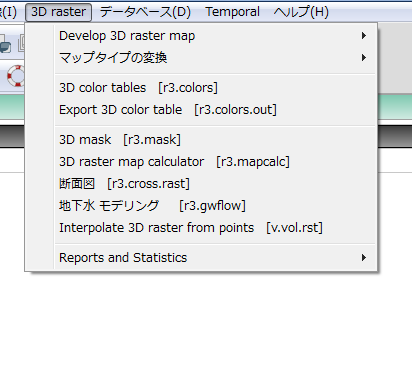 (I) 3D raster データベース(D) Temporal ヘルプ(H)
Develop 3D raster map
マップタイプの変換
3D color tables [r3.colors]
Export 3D color table [r3.colors.out]
3D mask [r3.mask]
3D raster map calculator [r3.mapcalc]
断面図 [r3.cross.rast]
地下水 モデリング [r3.gwflow]
Interpolate 3D raster from points [v.vol.rst]
Reports and Statistics